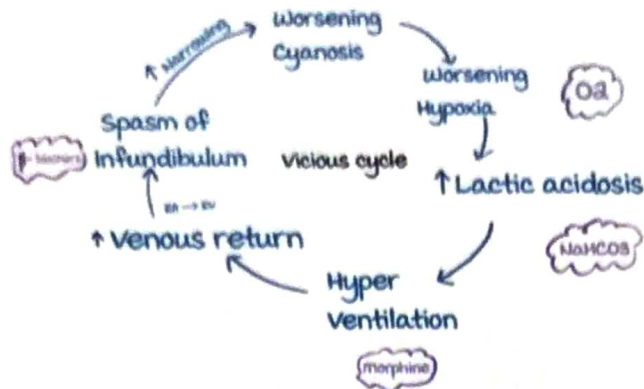 Worsening
Cyanosis
↑ Narrowing
Worsening
Hypoxia
O2
Spasm of
Infundibulum
Vicious cycle
↑ Lactic acidosis
RA → RV
↑ Venous return
NaHCO3
Hyper
Ventilation
morphine